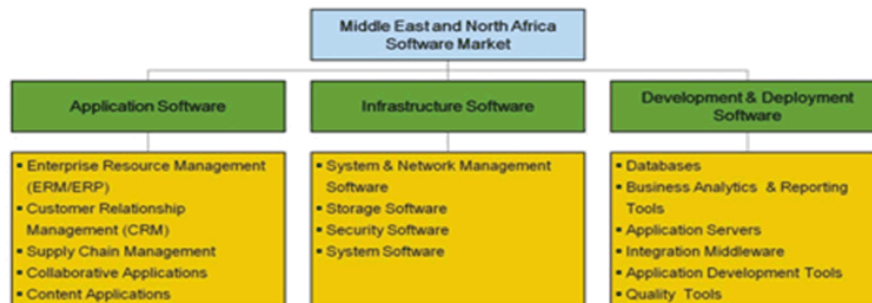 Middle East and North Africa
Software Market
Application Software
Infrastructure Software
Development & Deployment
Software
▪ Enterprise Resource Management
(ERM/ERP)
▪ Customer Relationship
Management (CRM)
▪ Supply Chain Management
▪ Collaborative Applications
▪ Content Applications
▪ System & Network Management
Software
▪ Storage Software
▪ Security Software
▪ System Software
▪ Databases
▪ Business Analytics & Reporting
Tools
▪ Application Servers
▪ Integration Middleware
▪ Application Development Tools
▪ Quality Tools